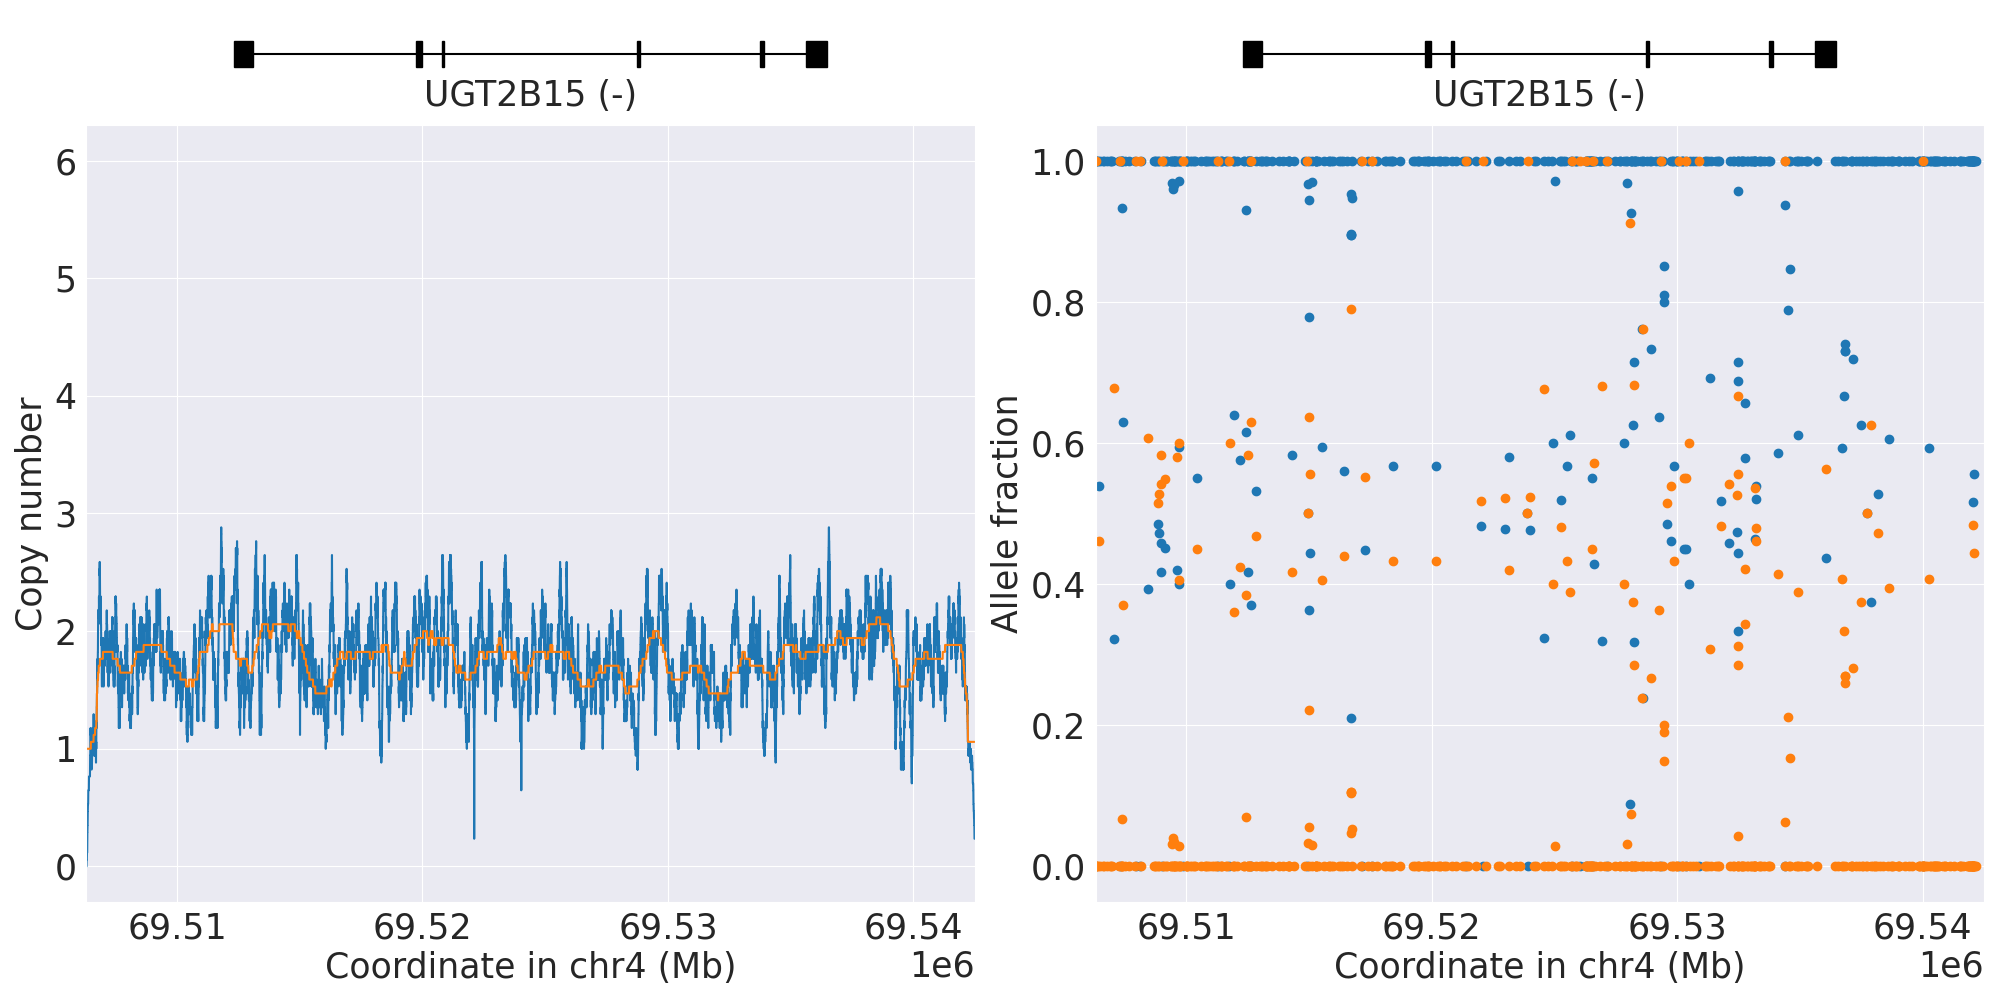 UGT2B15 (-)
6
5
4
3
2
1
0
Copy number
69.51 69.52 69.53 69.54
Coordinate in chr4 (Mb)
1e6
UGT2B15 (-)
1.0
0.8
0.6
0.4
0.2
0.0
Allele fraction
69.51 69.52 69.53 69.54
Coordinate in chr4 (Mb)
1e6